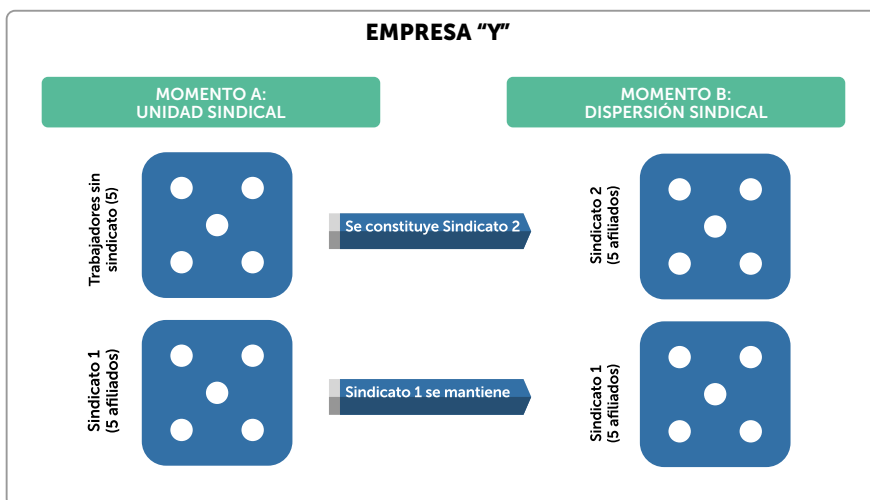 EMPRESA “Y”
MOMENTO A:
UNIDAD SINDICAL
MOMENTO B:
DISPERSIÓN SINDICAL
Trabajadores sin
sindicato (5)
Se constituye Sindicato 2
Sindicato 2
(5 afiliados)
Sindicato 1
(5 afiliados)
Sindicato 1 se mantiene
Sindicato 1
(5 afiliados)